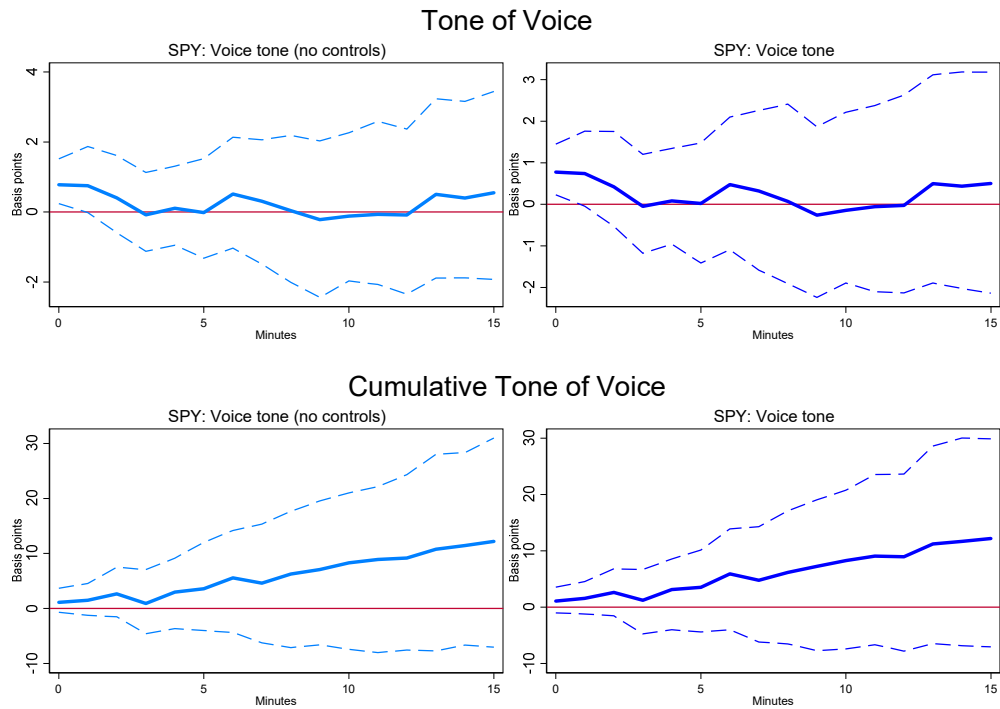 Tone of Voice
SPY: Voice tone (no controls)
Basis points
4
2
0
-2
0
5
10
15
Minutes
SPY: Voice tone
Basis points
3
2
1
0
-1
-2
0
5
10
15
Minutes
Cumulative Tone of Voice
SPY: Voice tone (no controls)
Basis points
30
20
10
0
-10
0
5
10
15
Minutes
SPY: Voice tone
Basis points
30
20
10
0
-10
0
5
10
15
Minutes